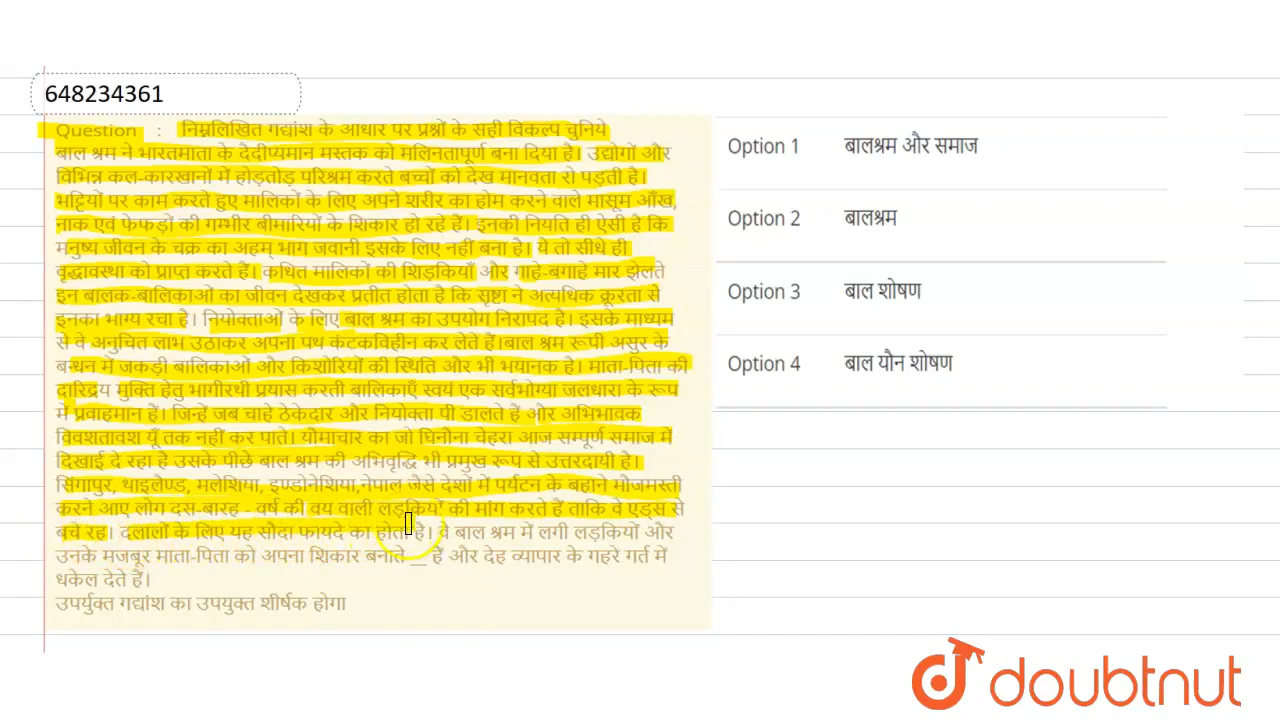 648234361
Question : निम्नलिखित गद्यांश के आधार पर प्रश्नों के सही विकल्प चुनिये
बाल श्रम ने भारतमाता के दैदीप्यमान मस्तक को मलिनतापूर्ण बना दिया है। उद्योगों और
विभिन्न कल-कारखानों में होड़तोड़ परिश्रम करते बच्चों को देख मानवता रो पड़ती है।
भट्टियों पर काम करते हुए मालिकों के लिए अपने शरीर का होम करने वाले मासूम आँख,
नाक एवं फेफड़ों की गम्भीर बीमारियों के शिकार हो रहे हैं। इनकी नियति ही ऐसी है कि
मनुष्य जीवन के चक्र का अहम् भाग जवानी इसके लिए नहीं बना है। ये तो सीधे ही
वृद्धावस्था को प्राप्त करते हैं। कथित मालिकों की शिड़कियाँ और गाहे-बगाहे मार झेलते
इन बालक-बालिकाओं का जीवन देखकर प्रतीत होता है कि सृष्टा ने अत्यधिक क्रूरता से
इनका भाग्य रचा है। नियोक्ताओं के लिए बाल श्रम का उपयोग निरापद है। इसके माध्यम
से वे अनुचित लाभ उठाकर अपना पथ कंटकविहीन कर लेते हैं।बाल श्रम रूपी असुर के
बन्धन में जकड़ी बालिकाओं और किशोरियों की स्थिति और भी भयानक है। माता-पिता की
दारिद्रय मुक्ति हेतु भागीरथी प्रयास करती बालिकाएँ स्वयं एक सर्वभोग्या जलधारा के रूप
में प्रवाहमान हैं। जिन्हें जब चाहे ठेकेदार और नियोक्ता पी डालते हैं और अभिभावक
विवशतावश यूँ तक नहीं कर पाते। यौमाचार का जो घिनौना चेहरा आज सम्पूर्ण समाज में
दिखाई दे रहा है उसके पीछे बाल श्रम की अभिवृद्धि भी प्रमुख रूप से उत्तरदायी है।
सिंगापुर, थाइलैण्ड, मलेशिया, इण्डोनेशिया,नेपाल जैसे देशों में पर्यटन के बहाने मौजमस्ती
करने आए लोग दस-बारह - वर्ष की वय वाली लड़कियों की मांग करते हैं ताकि वे एड्स से
बचे रह। दलालों के लिए यह सौदा फायदे का होता है। वे बाल श्रम में लगी लड़कियों और
उनके मजबूर माता-पिता को अपना शिकार बनाते __ हैं और देह व्यापार के गहरे गर्त में
धकेल देते हैं।
उपर्युक्त गद्यांश का उपयुक्त शीर्षक होगा
Option 1 बालश्रम और समाज
Option 2 बालश्रम
Option 3 बाल शोषण
Option 4 बाल यौन शोषण
doubtnut